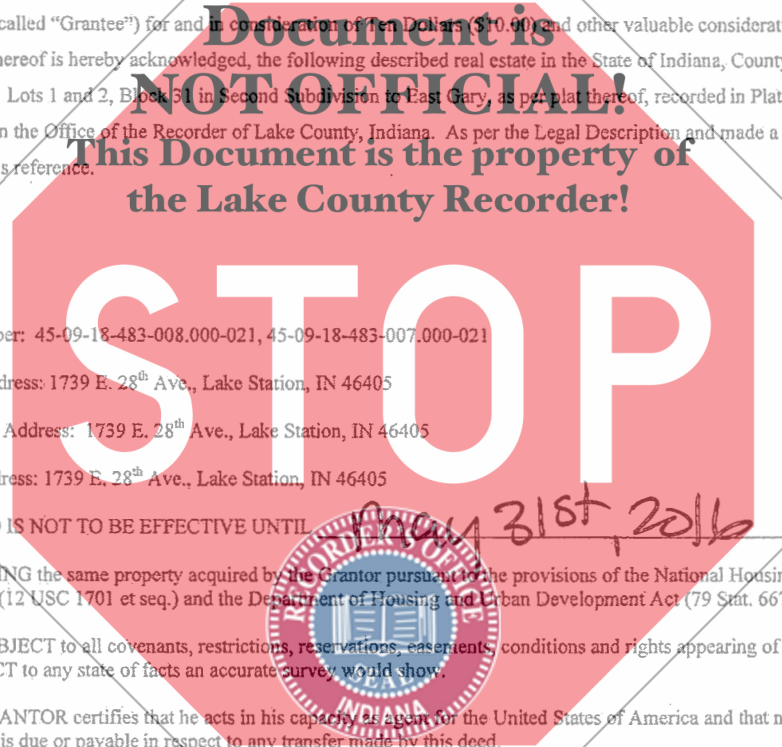 called “Grantee”) for and in consideration of Ten Dollars ($10.00) and other valuable considerat
Document is
hereof is hereby acknowledged, the following described real estate in the State of Indiana, County
NOT OFFICIAL!
Lots 1 and 2, Block 31 in Second Subdivision to East Gary, as per plat thereof, recorded in Plat
n the Office of the Recorder of Lake County, Indiana. As per the Legal Description and made a
This Document is the property of
s reference.
the Lake County Recorder!
STOP
ber: 45-09-18-483-008.000-021, 45-09-18-483-007.000-021
dress: 1739 E. 28th Ave., Lake Station, IN 46405
Address: 1739 E. 28th Ave., Lake Station, IN 46405
ress: 1739 E. 28th Ave., Lake Station, IN 46405
IS NOT TO BE EFFECTIVE UNTIL May 31st, 2016
ING the same property acquired by the Grantor pursuant to the provisions of the National Housin
(12 USC 1701 et seq.) and the Department of Housing and Urban Development Act (79 Stat. 667
BJECT to all covenants, restrictions, reservations, easements, conditions and rights appearing of
CT to any state of facts an accurate survey would show.
RECORDER'S OFFICE
SEAL
INDIANA
ANTOR certifies that he acts in his capacity as agent for the United States of America and that n
is due or payable in respect to any transfer made by this deed.